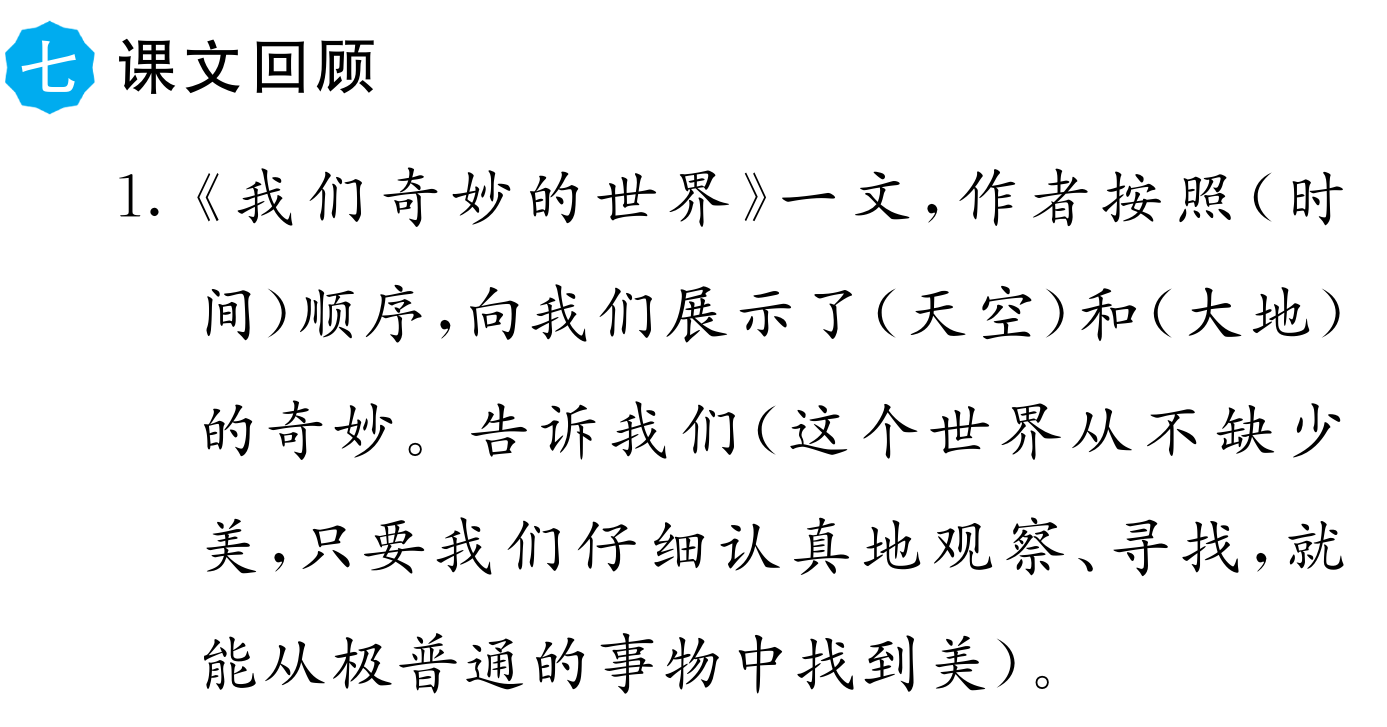 七 课文回顾
1.《我们奇妙的世界》一文,作者按照(时
间)顺序,向我们展示了(天空)和(大地)
的奇妙。告诉我们(这个世界从不缺少
美,只要我们仔细认真地观察、寻找,就
能从极普通的事物中找到美)。